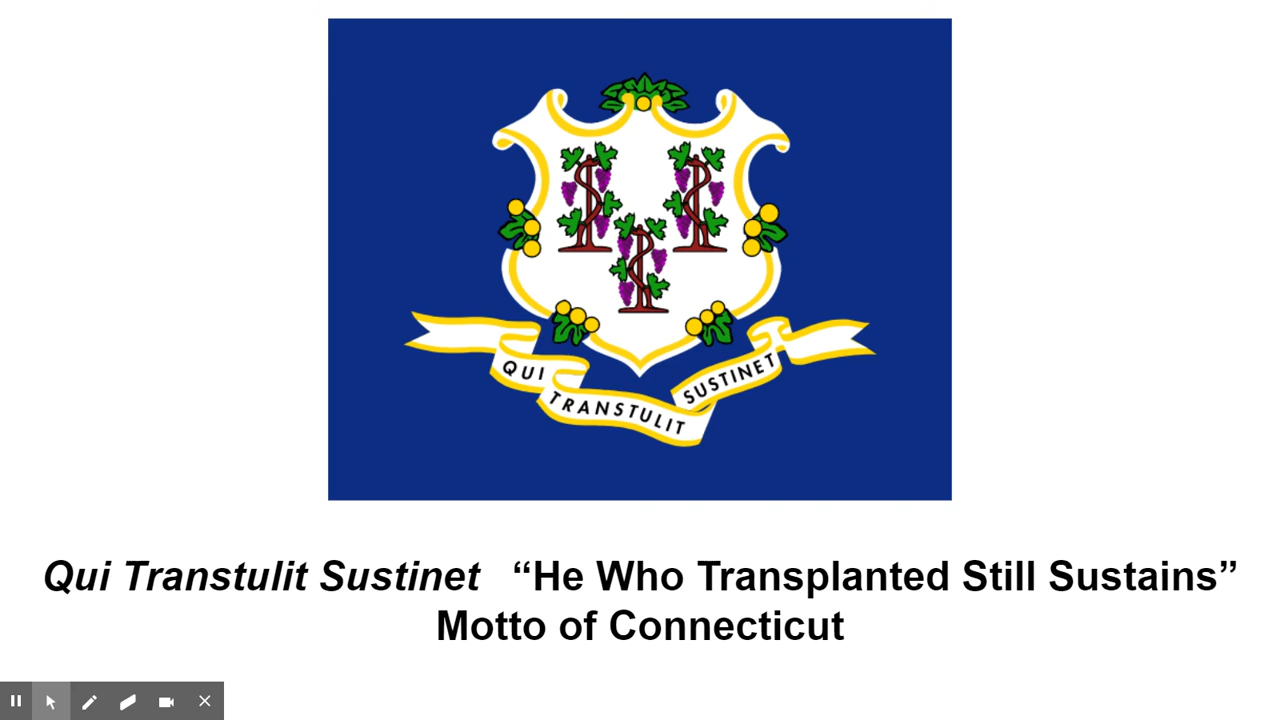 QUI
TRANSTULIT
SUSTINET
Qui Transtulit Sustinet “He Who Transplanted Still Sustains”
Motto of Connecticut